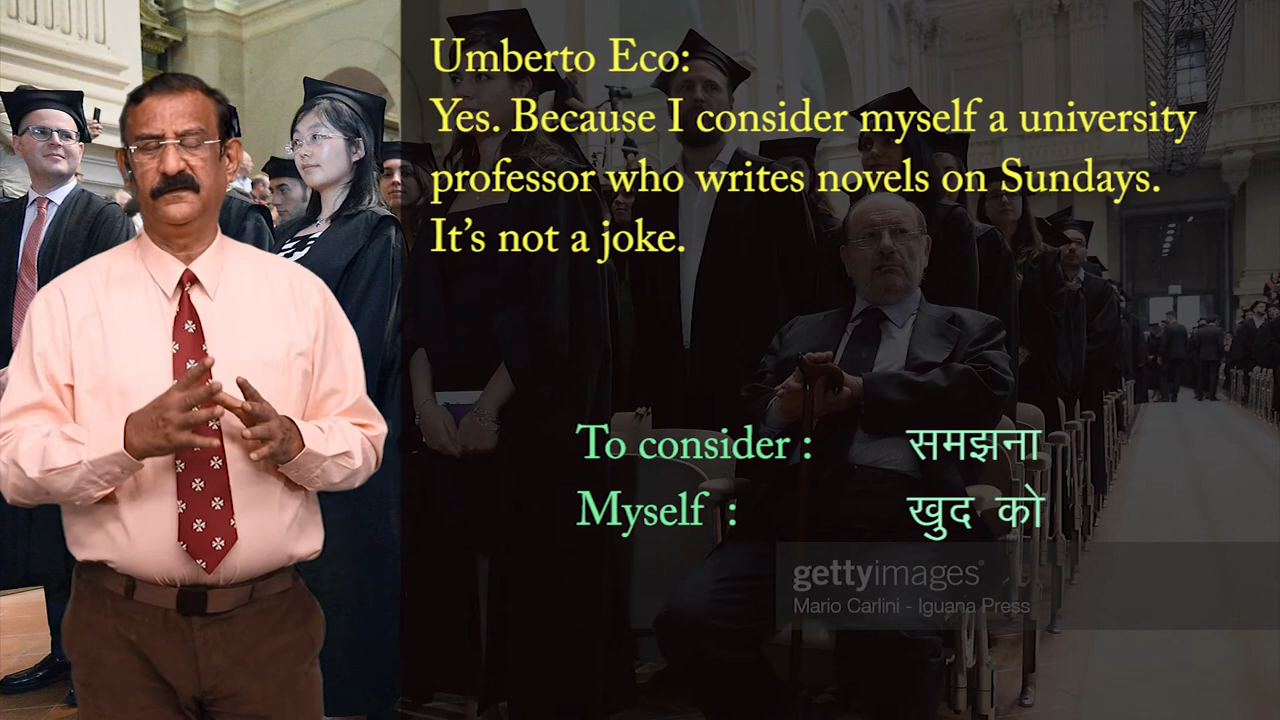 Umberto Eco:
Yes. Because I consider myself a university
professor who writes novels on Sundays.
It's not a joke.
To consider : समझना
Myself : खुद को
gettyimages®
Mario Carlini - Iguana Press